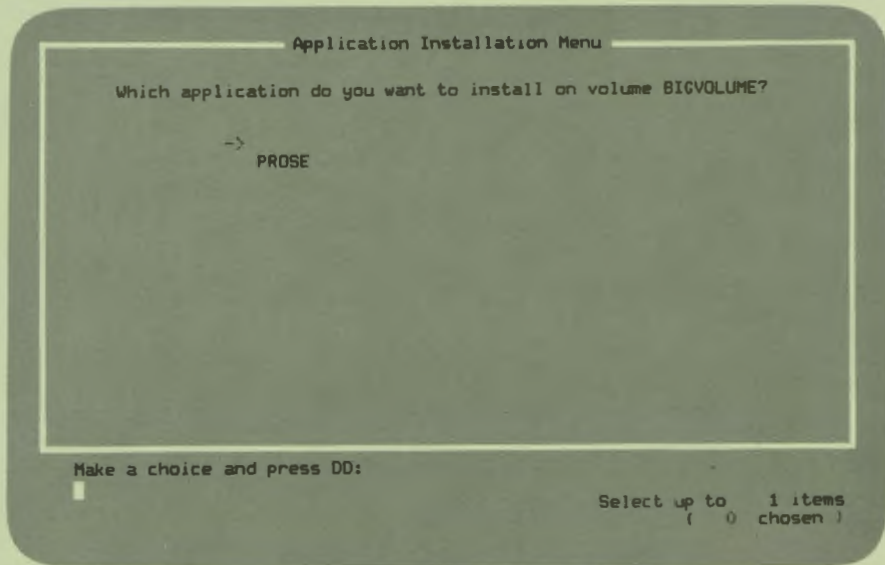 Application Installation Menu
Which application do you want to install on volume BIGVOLUME?
->
PROSE
Make a choice and press DO:
Select up to 1 items
( 0 chosen )